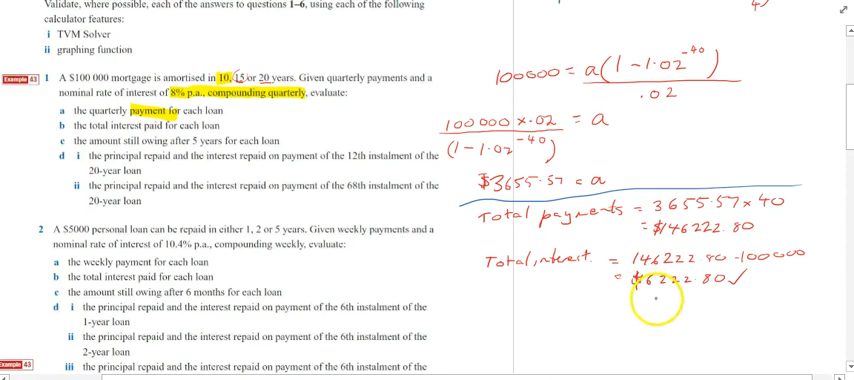 Validate, where possible, each of the answers to questions 1–6, using each of the following
calculator features:
i TVM Solver
ii graphing function
Example 43 1 A $100 000 mortgage is amortised in 10, 15 or 20 years. Given quarterly payments and a
nominal rate of interest of 8% p.a., compounding quarterly, evaluate:
a the quarterly payment for each loan
b the total interest paid for each loan
c the amount still owing after 5 years for each loan
d i the principal repaid and the interest repaid on payment of the 12th instalment of the
20-year loan
ii the principal repaid and the interest repaid on payment of the 68th instalment of the
20-year loan
2 A $5000 personal loan can be repaid in either 1, 2 or 5 years. Given weekly payments and a
nominal rate of interest of 10.4% p.a., compounding weekly, evaluate:
a the weekly payment for each loan
b the total interest paid for each loan
c the amount still owing after 6 months for each loan
d i the principal repaid and the interest repaid on payment of the 6th instalment of the
1-year loan
ii the principal repaid and the interest repaid on payment of the 6th instalment of the
2-year loan
Example 43 iii the principal repaid and the interest repaid on payment of the 6th instalment of the
100000 = a(1 - 1.02^-40)
.02
100000 × .02 = a
(1 - 1.02^-40)
$3655.57 = a
Total payments = 3655.57 × 40
= $146222.80
Total interest = 146222.80 - 100000
= $46222.80 ✓